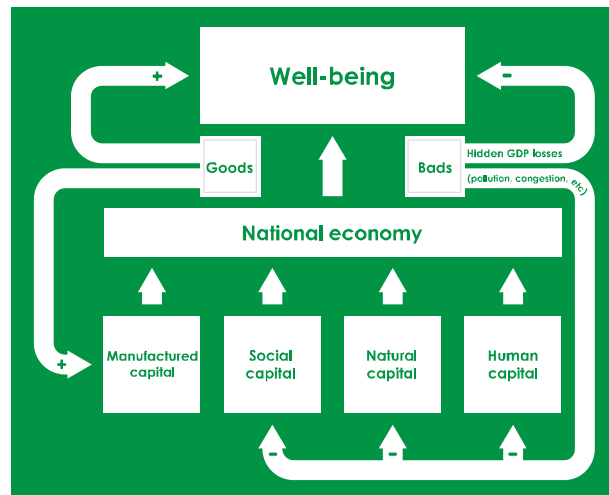 Well-being
+
-
Goods
Bads
Hidden GDP losses
(pollution, congestion, etc)
National economy
Manufactured
capital
Social
capital
Natural
capital
Human
capital
+
-
-
-